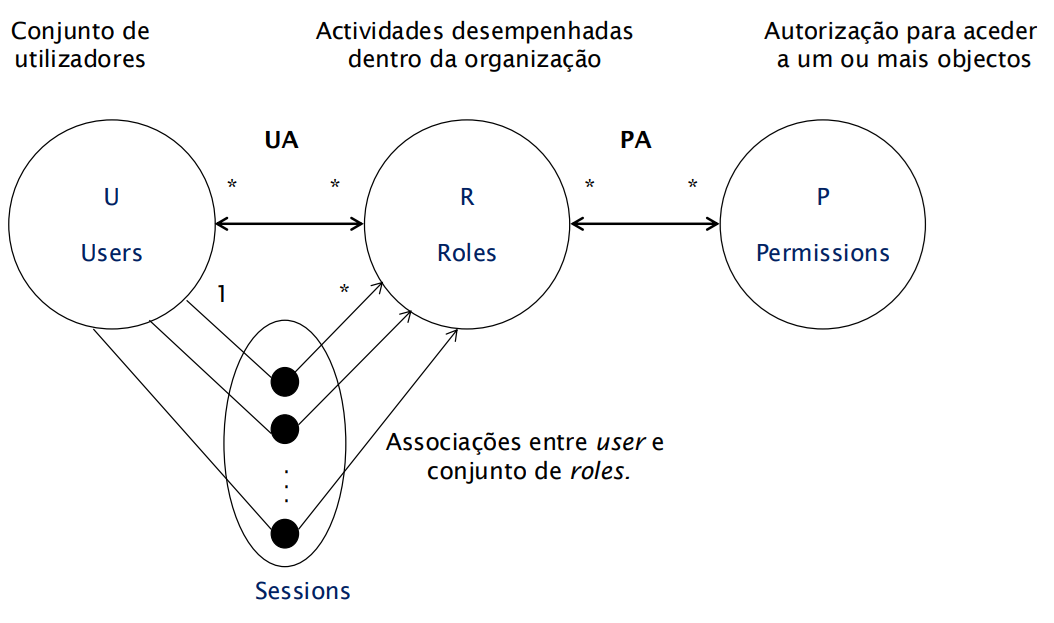 Conjunto de
utilizadores
Actividades desempenhadas
dentro da organização
Autorização para aceder
a um ou mais objectos
UA
PA
* *
* *
U
Users
R
Roles
P
Permissions
1 *
Associações entre user e
conjunto de roles.
Sessions